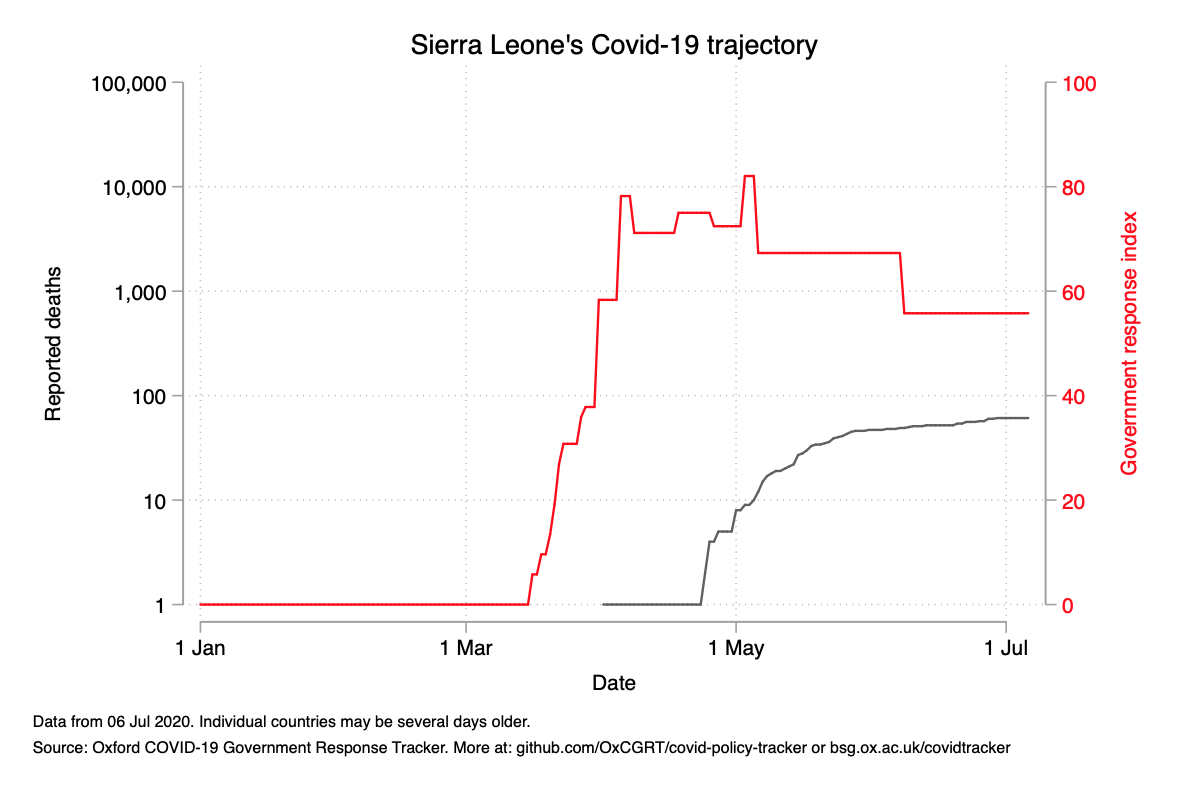 Sierra Leone's Covid-19 trajectory
100,000
10,000
1,000
100
10
1
Reported deaths
100
80
60
40
20
0
Government response index
1 Jan
1 Mar
1 May
1 Jul
Date
Data from 06 Jul 2020. Individual countries may be several days older.
Source: Oxford COVID-19 Government Response Tracker. More at: github.com/OxCGRT/covid-policy-tracker or bsg.ox.ac.uk/covidtracker